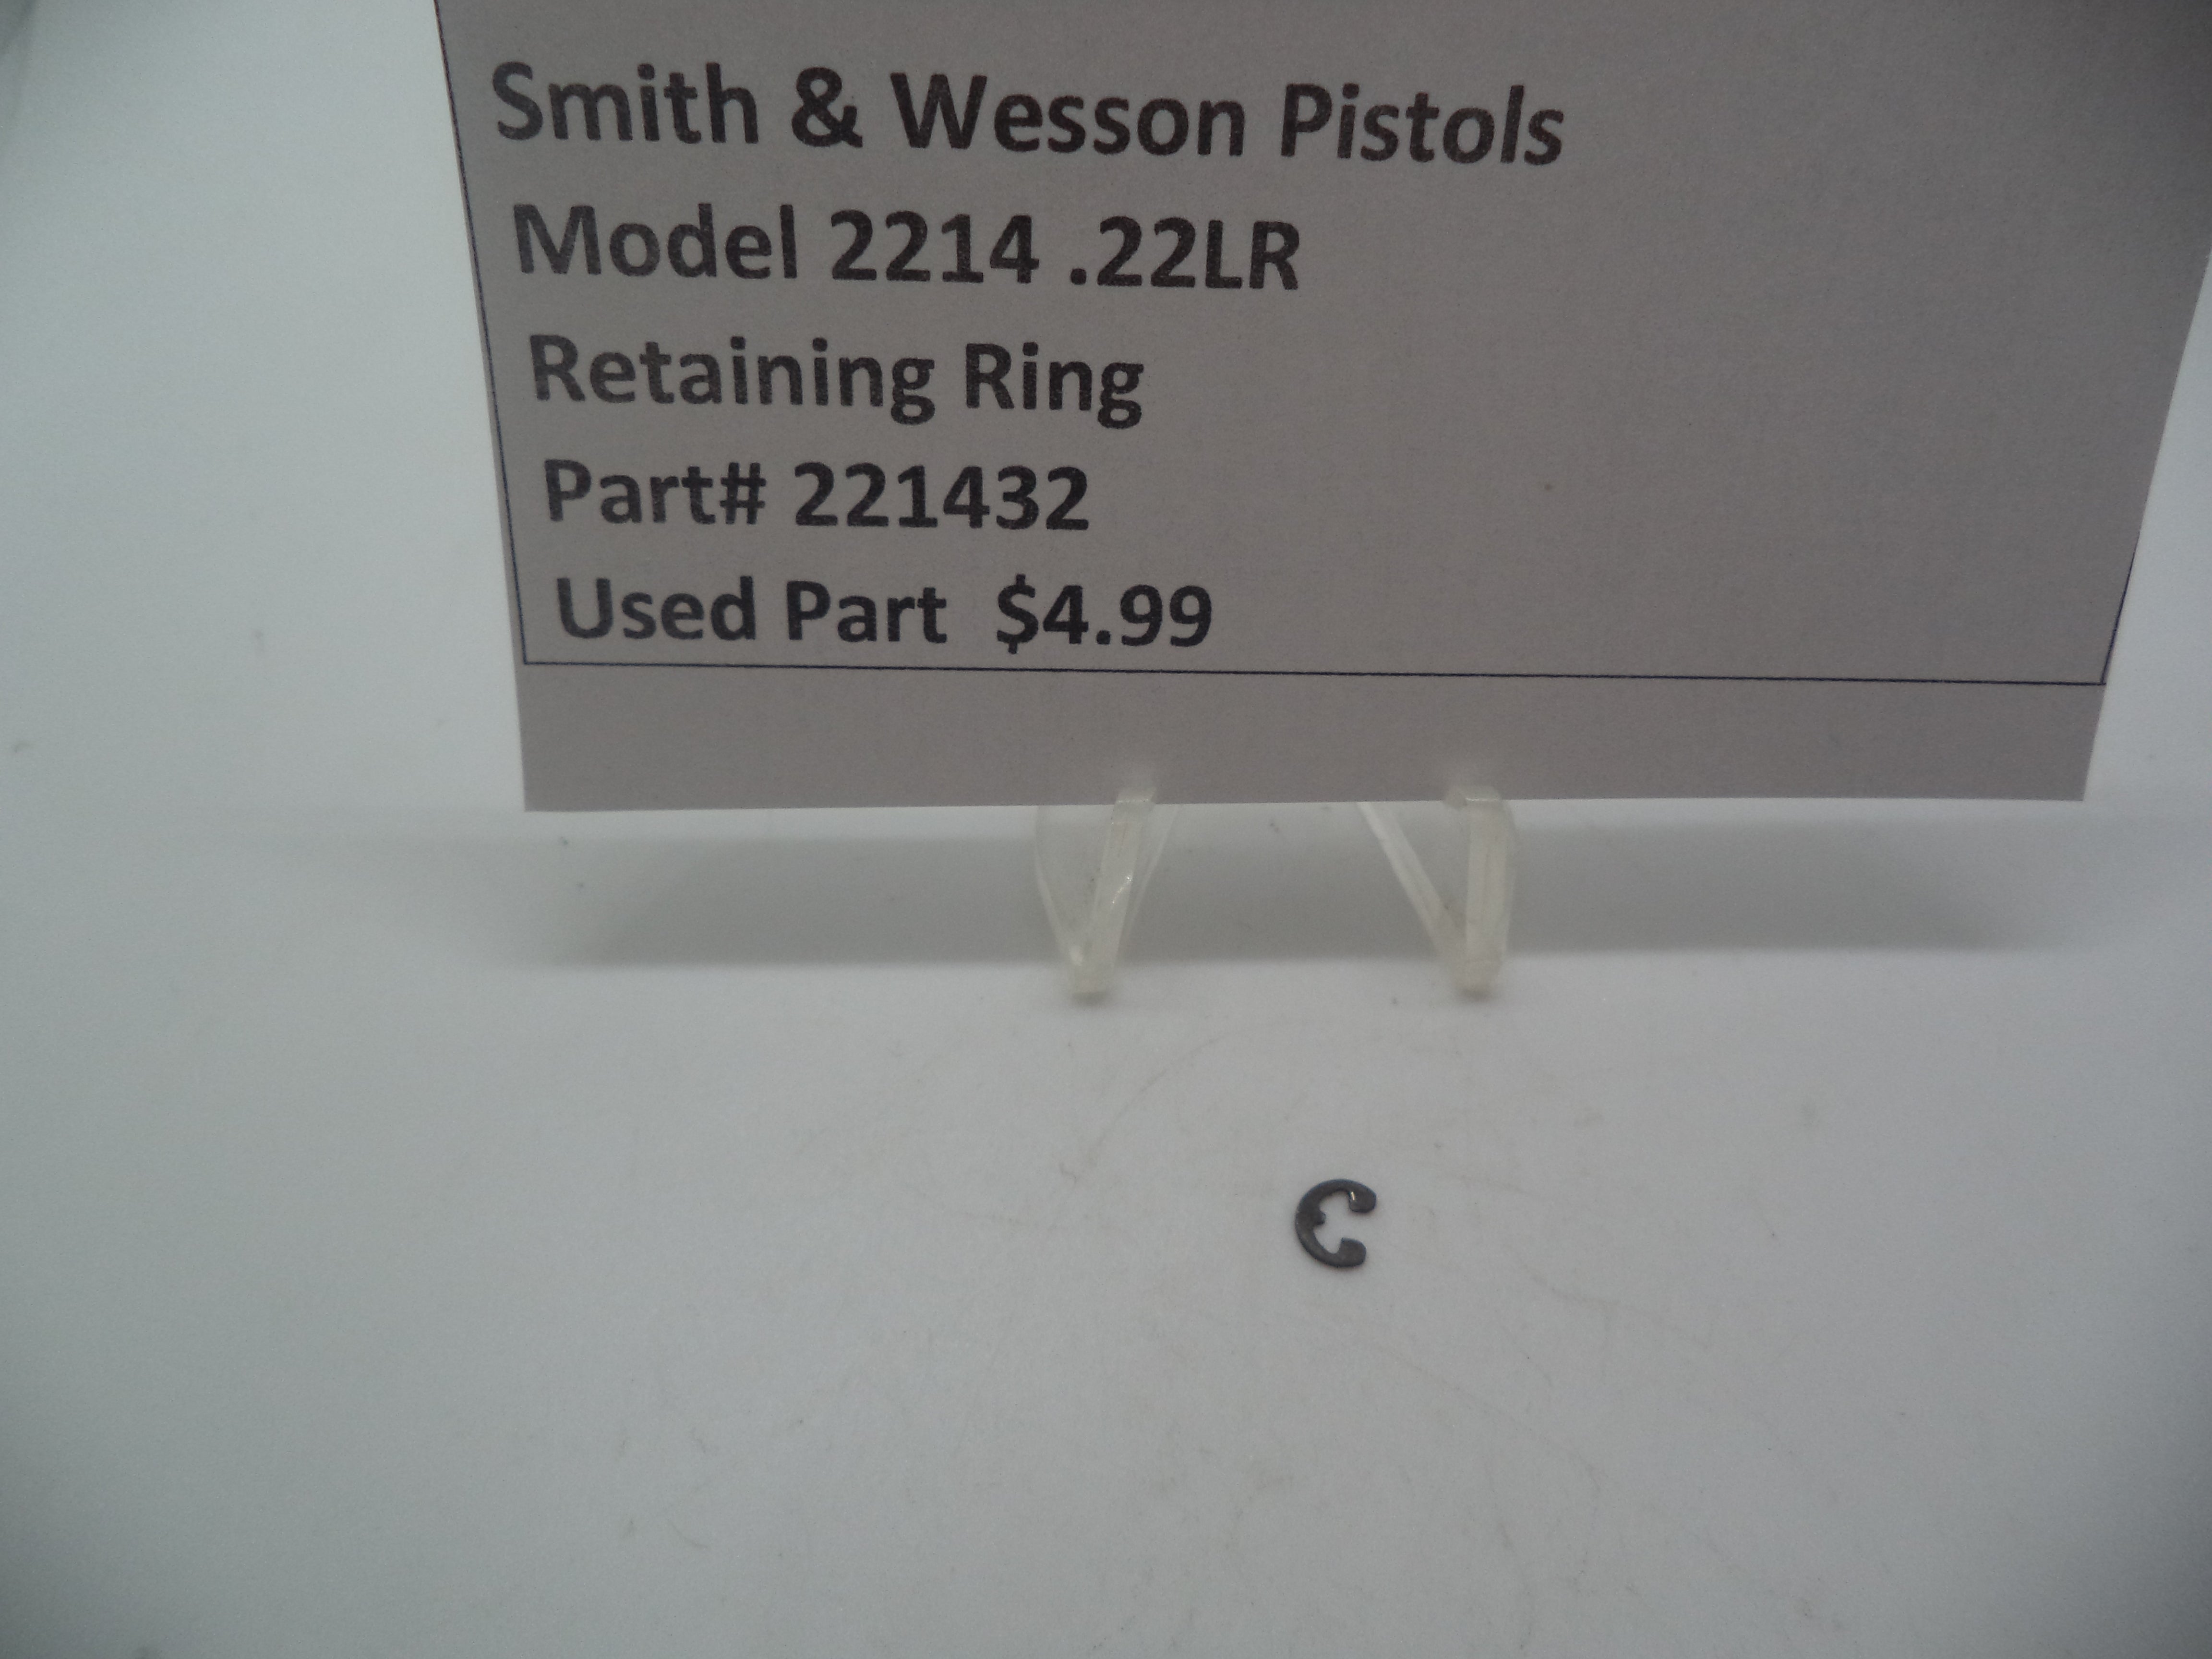 Smith & Wesson Pistols
Model 2214 .22LR
Retaining Ring
Part# 221432
Used Part $4.99